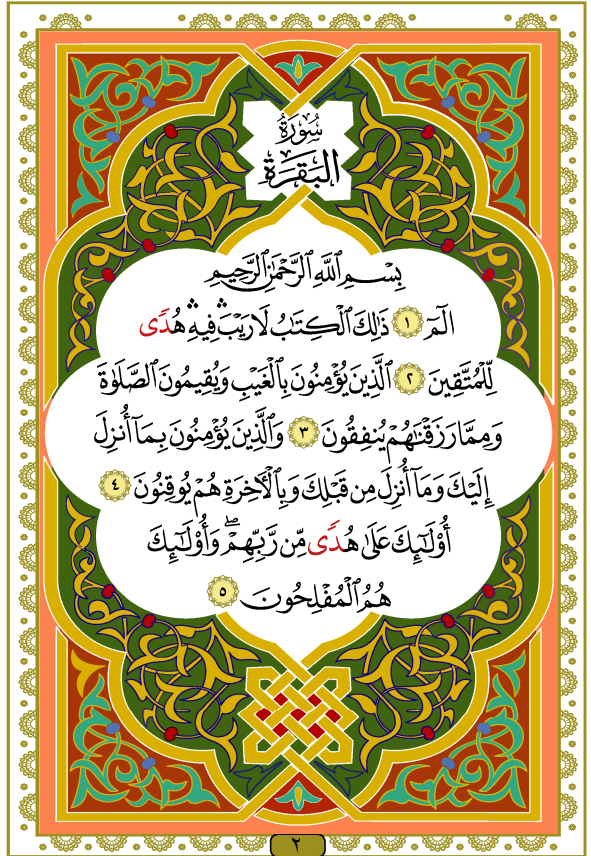 سُورَةُ
البَقَرَةِ
بِسْمِ ٱللَّهِ ٱلرَّحْمَٰنِ ٱلرَّحِيمِ
الٓمٓ ١ ذَٰلِكَ ٱلْكِتَٰبُ لَا رَيْبَ ۛ فِيهِ ۛ هُدًى
لِّلْمُتَّقِينَ ٢ ٱلَّذِينَ يُؤْمِنُونَ بِٱلْغَيْبِ وَيُقِيمُونَ ٱلصَّلَوٰةَ
وَمِمَّا رَزَقْنَٰهُمْ يُنفِقُونَ ٣ وَٱلَّذِينَ يُؤْمِنُونَ بِمَآ أُنزِلَ
إِلَيْكَ وَمَآ أُنزِلَ مِن قَبْلِكَ وَبِٱلْأَخِرَةِ هُمْ يُوقِنُونَ ٤
أُو۟لَٰٓئِكَ عَلَىٰ هُدًى مِّن رَّبِّهِمْ ۖ وَأُو۟لَٰٓئِكَ
هُمُ ٱلْمُفْلِحُونَ ٥
٢